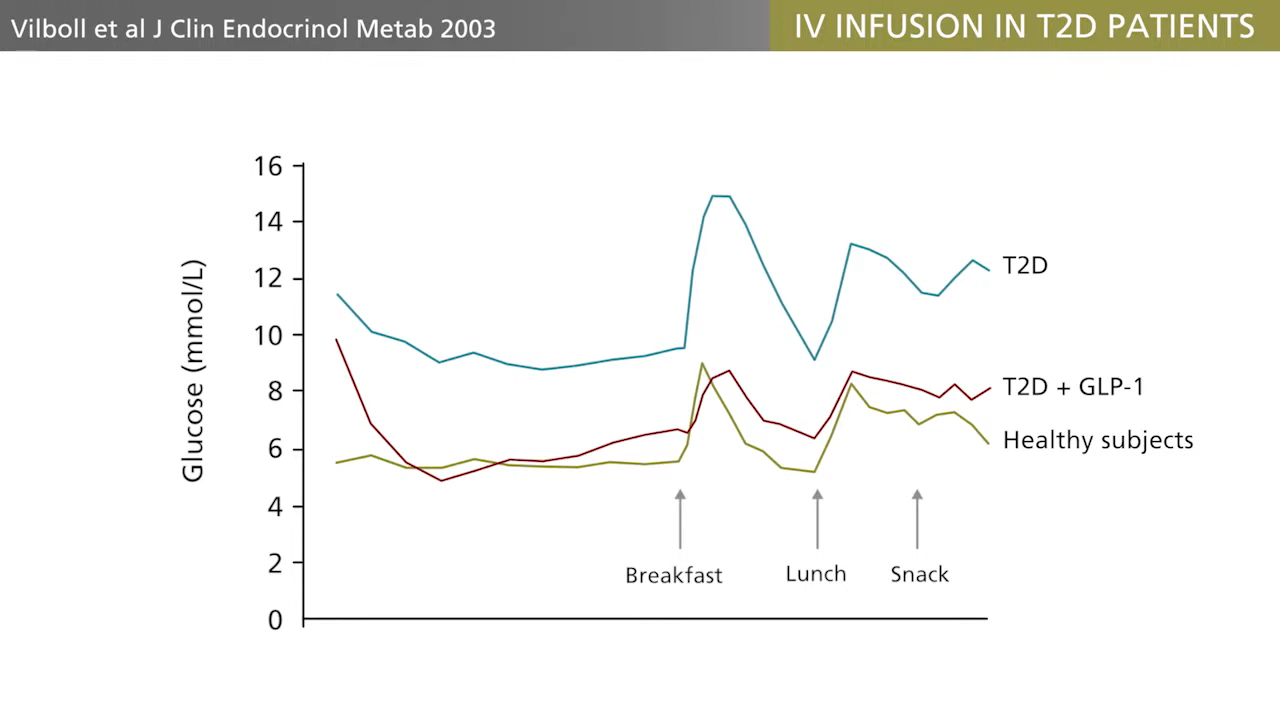 Vilboll et al J Clin Endocrinol Metab 2003
IV INFUSION IN T2D PATIENTS
Glucose (mmol/L)
16
14
12
10
8
6
4
2
0
T2D
T2D + GLP-1
Healthy subjects
Breakfast
Lunch
Snack